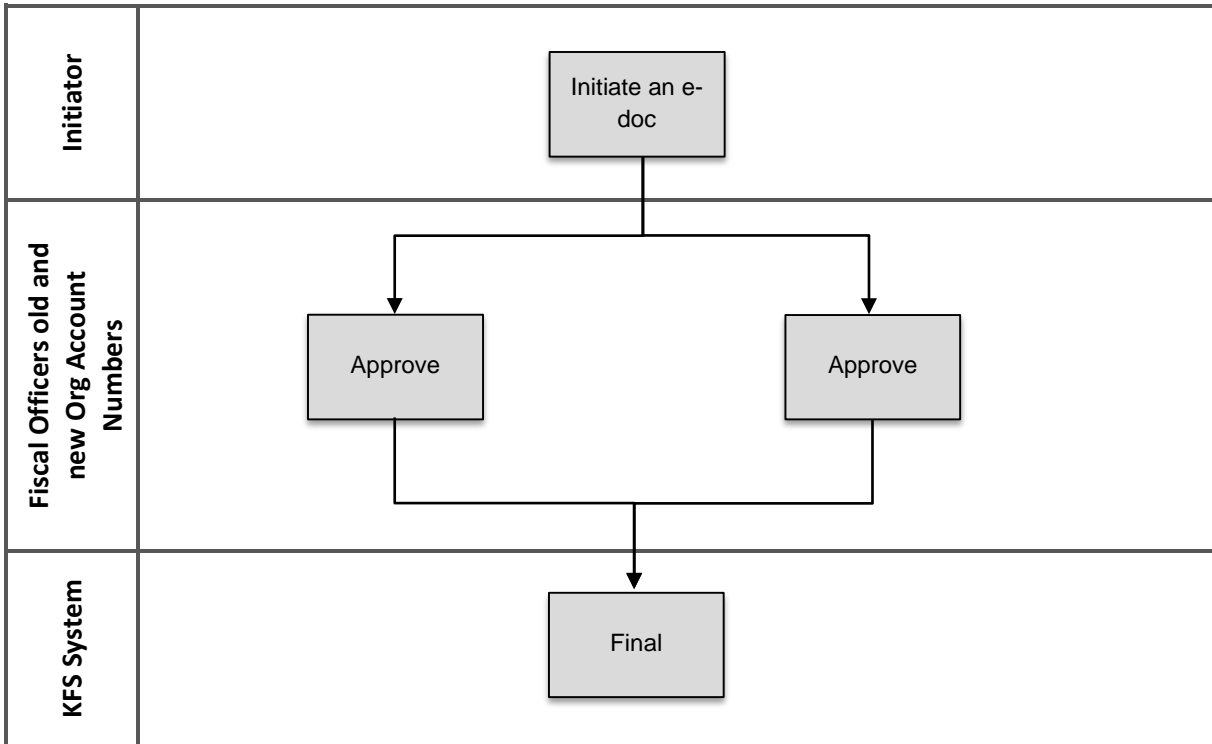 Initiator
Initiate an e-
doc
Fiscal Officers old and
new Org Account
Numbers
Approve
Approve
KFS System
Final